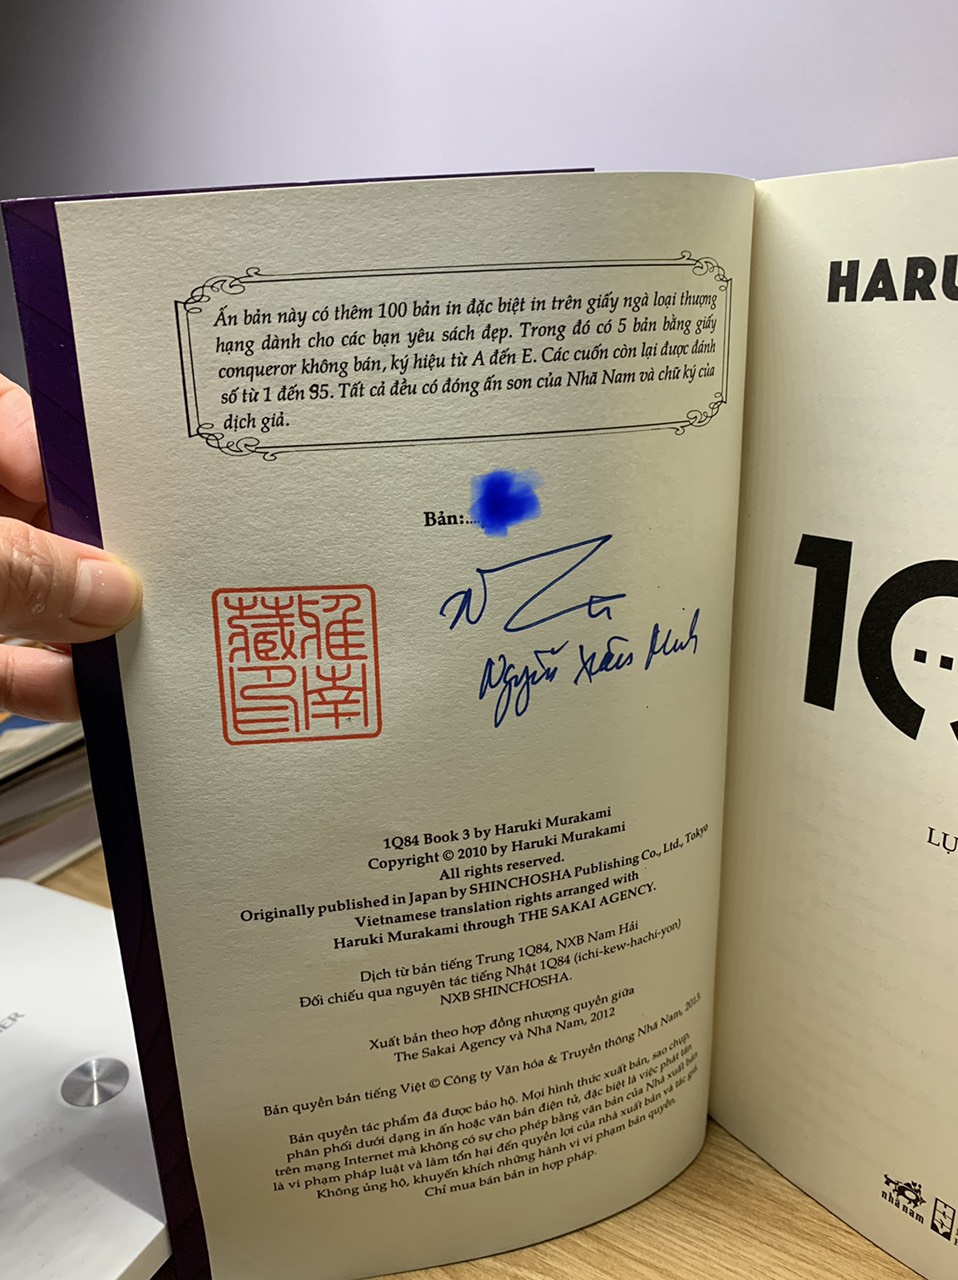 Ấn bản này có thêm 100 bản in đặc biệt in trên giấy ngà loại thượng
hạng dành cho các bạn yêu sách đẹp. Trong đó có 5 bản bằng giấy
conqueror không bán, ký hiệu từ A đến E. Các cuốn còn lại được đánh
số từ 1 đến 95. Tất cả đều có đóng ấn son của Nhã Nam và chữ ký của
dịch giả.
Bản:....
雅南
藏印
Nguyễn Xuân Minh
1Q84 Book 3 by Haruki Murakami
Copyright © 2010 by Haruki Murakami
All rights reserved.
Originally published in Japan by SHINCHOSHA Publishing Co., Ltd., Tokyo
Vietnamese translation rights arranged with
Haruki Murakami through THE SAKAI AGENCY.
Dịch từ bản tiếng Trung 1Q84, NXB Nam Hải
Đối chiếu qua nguyên tác tiếng Nhật 1Q84 (ichi-kew-hachi-yon)
NXB SHINCHOSHA.
Xuất bản theo hợp đồng nhượng quyền giữa
The Sakai Agency và Nhã Nam, 2012
Bản quyền bản tiếng Việt © Công ty Văn hóa & Truyền thông Nhã Nam, 2013.
Bản quyền tác phẩm đã được bảo hộ. Mọi hình thức xuất bản, sao chụp,
phân phối dưới dạng in ấn hoặc văn bản điện tử, đặc biệt là việc phát tán
trên mạng Internet mà không có sự cho phép bằng văn bản của Nhà xuất bản
là vi phạm pháp luật và làm tổn hại đến quyền lợi của nhà xuất bản và tác giả
Không ủng hộ, khuyến khích những hành vi vi phạm bản quyền.
Chỉ mua bán bản in hợp pháp.
HARU
1Q
LỤ
nhã nam